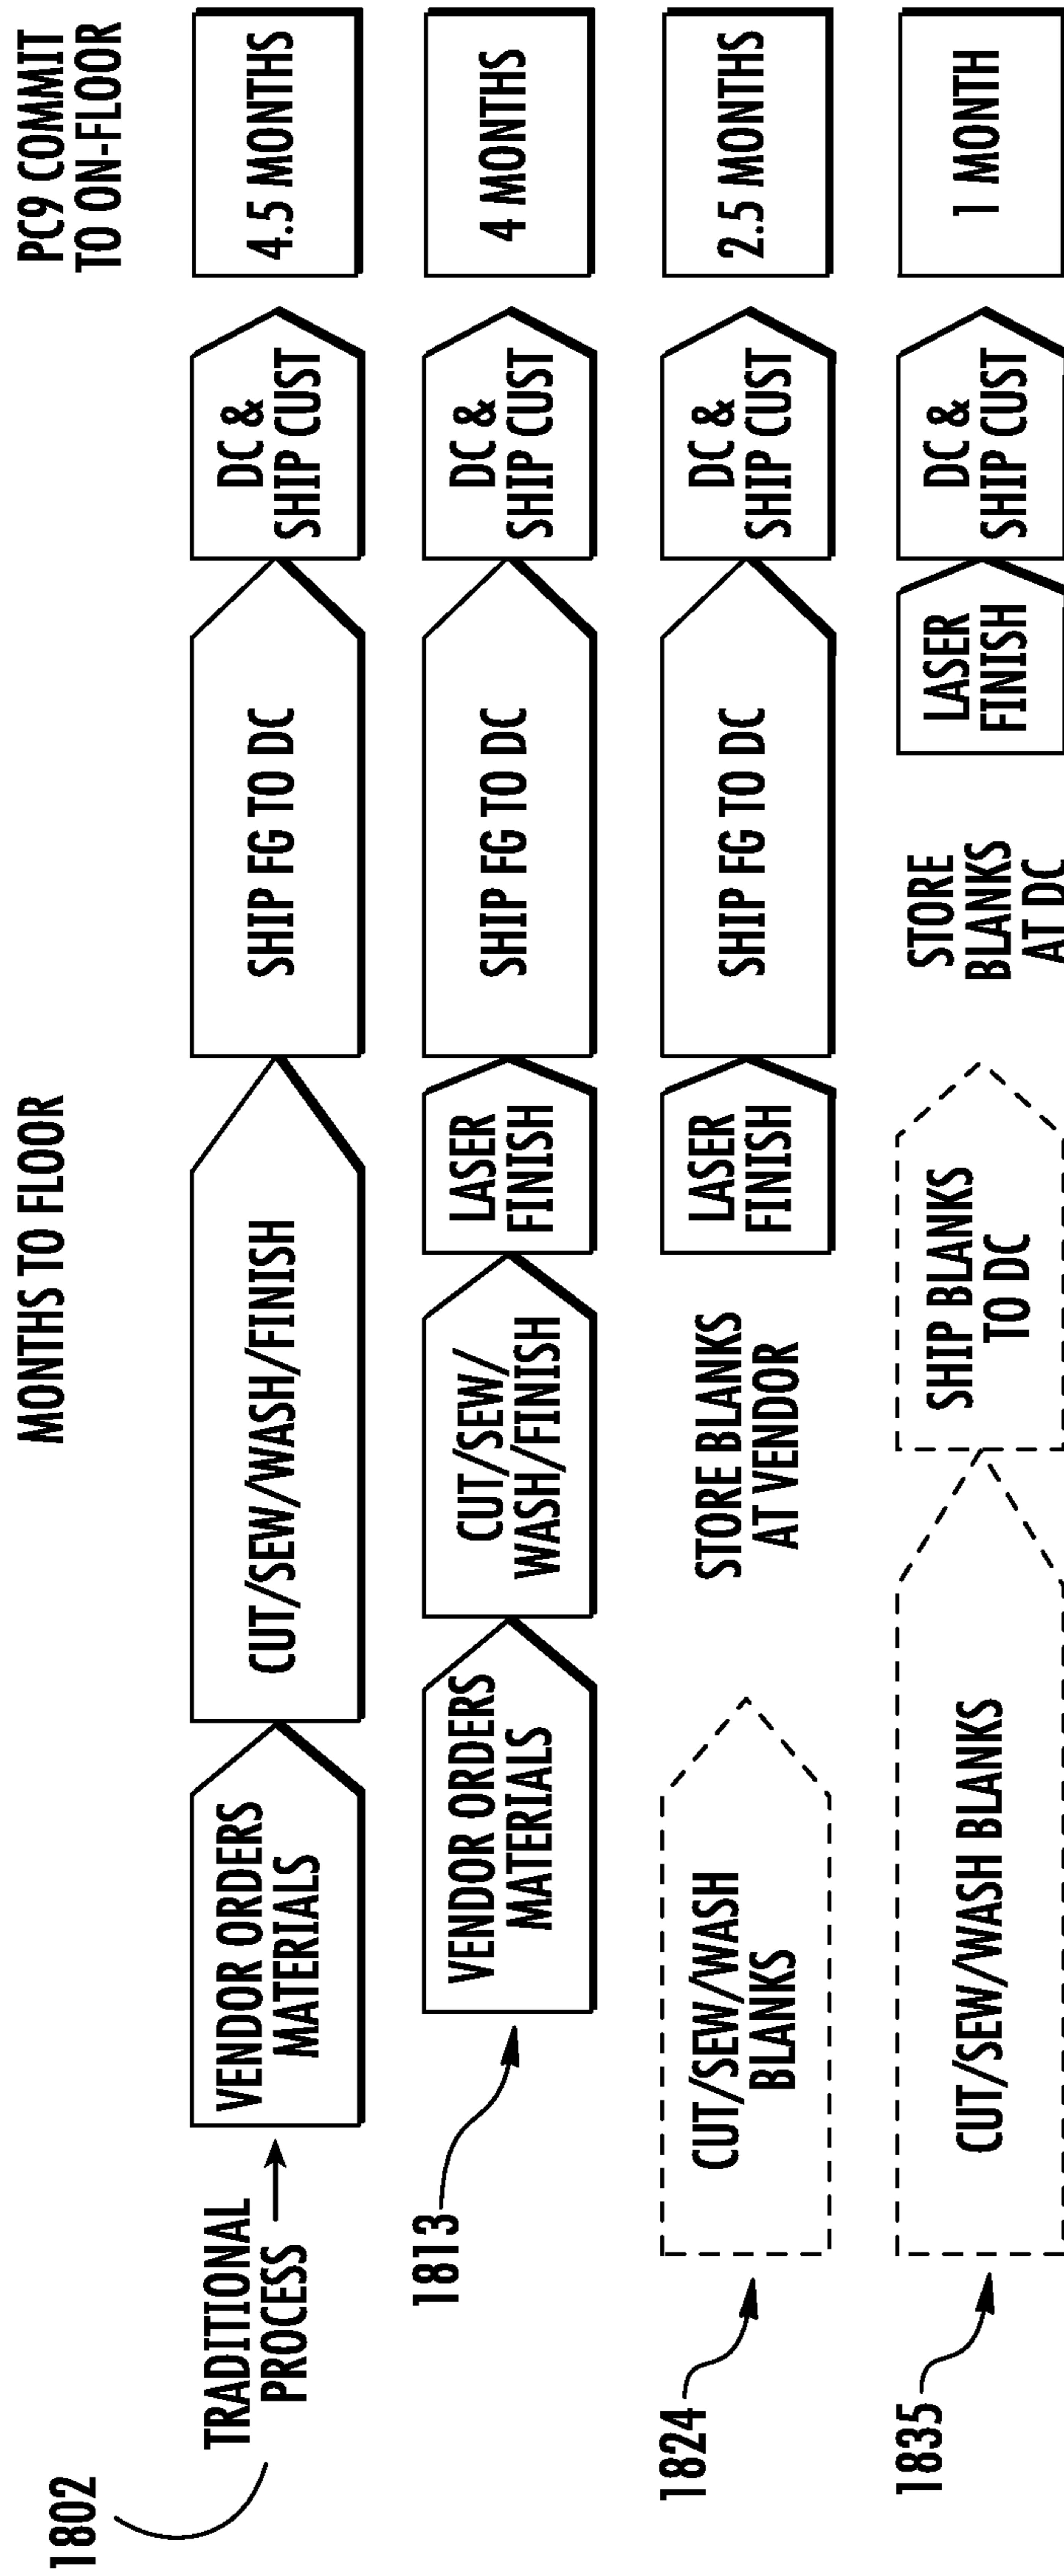 MONTHS TO FLOOR
PC9 COMMIT
TO ON-FLOOR
1802
TRADITIONAL
PROCESS
VENDOR ORDERS
MATERIALS
CUT/SEW/WASH/FINISH
SHIP FG TO DC
DC &
SHIP CUST
4.5 MONTHS
1813
VENDOR ORDERS
MATERIALS
CUT/SEW/
WASH/FINISH
LASER
FINISH
SHIP FG TO DC
DC &
SHIP CUST
4 MONTHS
1824
CUT/SEW/WASH
BLANKS
STORE BLANKS
AT VENDOR
LASER
FINISH
SHIP FG TO DC
DC &
SHIP CUST
2.5 MONTHS
1835
CUT/SEW/WASH BLANKS
SHIP BLANKS
TO DC
STORE
BLANKS
AT DC
LASER
FINISH
DC &
SHIP CUST
1 MONTH